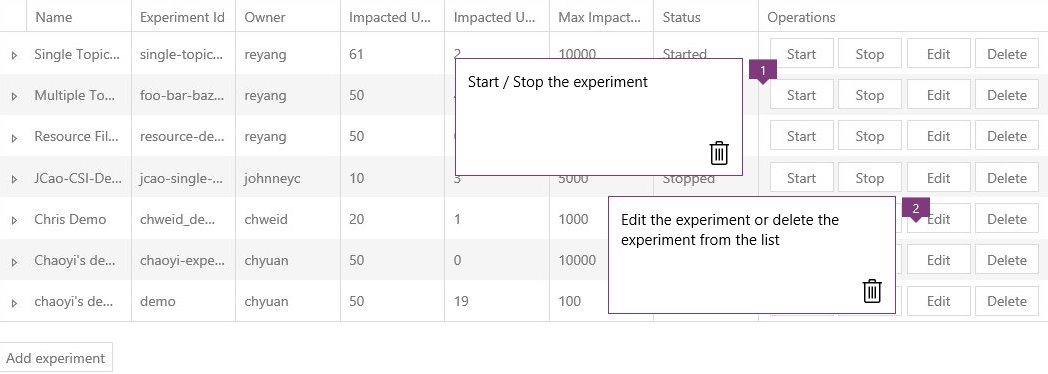 Name Experiment Id Owner Impacted U... Impacted U... Max Impact... Status Operations
Single Topic... single-topic... reyang 61 2 10000 Started Start Stop Edit Delete
Start / Stop the experiment
1
Multiple To... foo-bar-baz... reyang 50 Start Stop Edit Delete
Resource Fil... resource-de... reyang 50 Start Stop Edit Delete
JCao-CSI-De... jcao-single-... johnneyc 10 3 5000 Stopped Start Stop Edit Delete
Chris Demo chweid_de... chweid 20 1 1000 Edit Delete
2
Edit the experiment or delete the
experiment from the list
Chaoyi's de... chaoyi-expe... chyuan 50 0 10000 Edit Delete
chaoyi's de... demo chyuan 50 19 100 Edit Delete
Add experiment